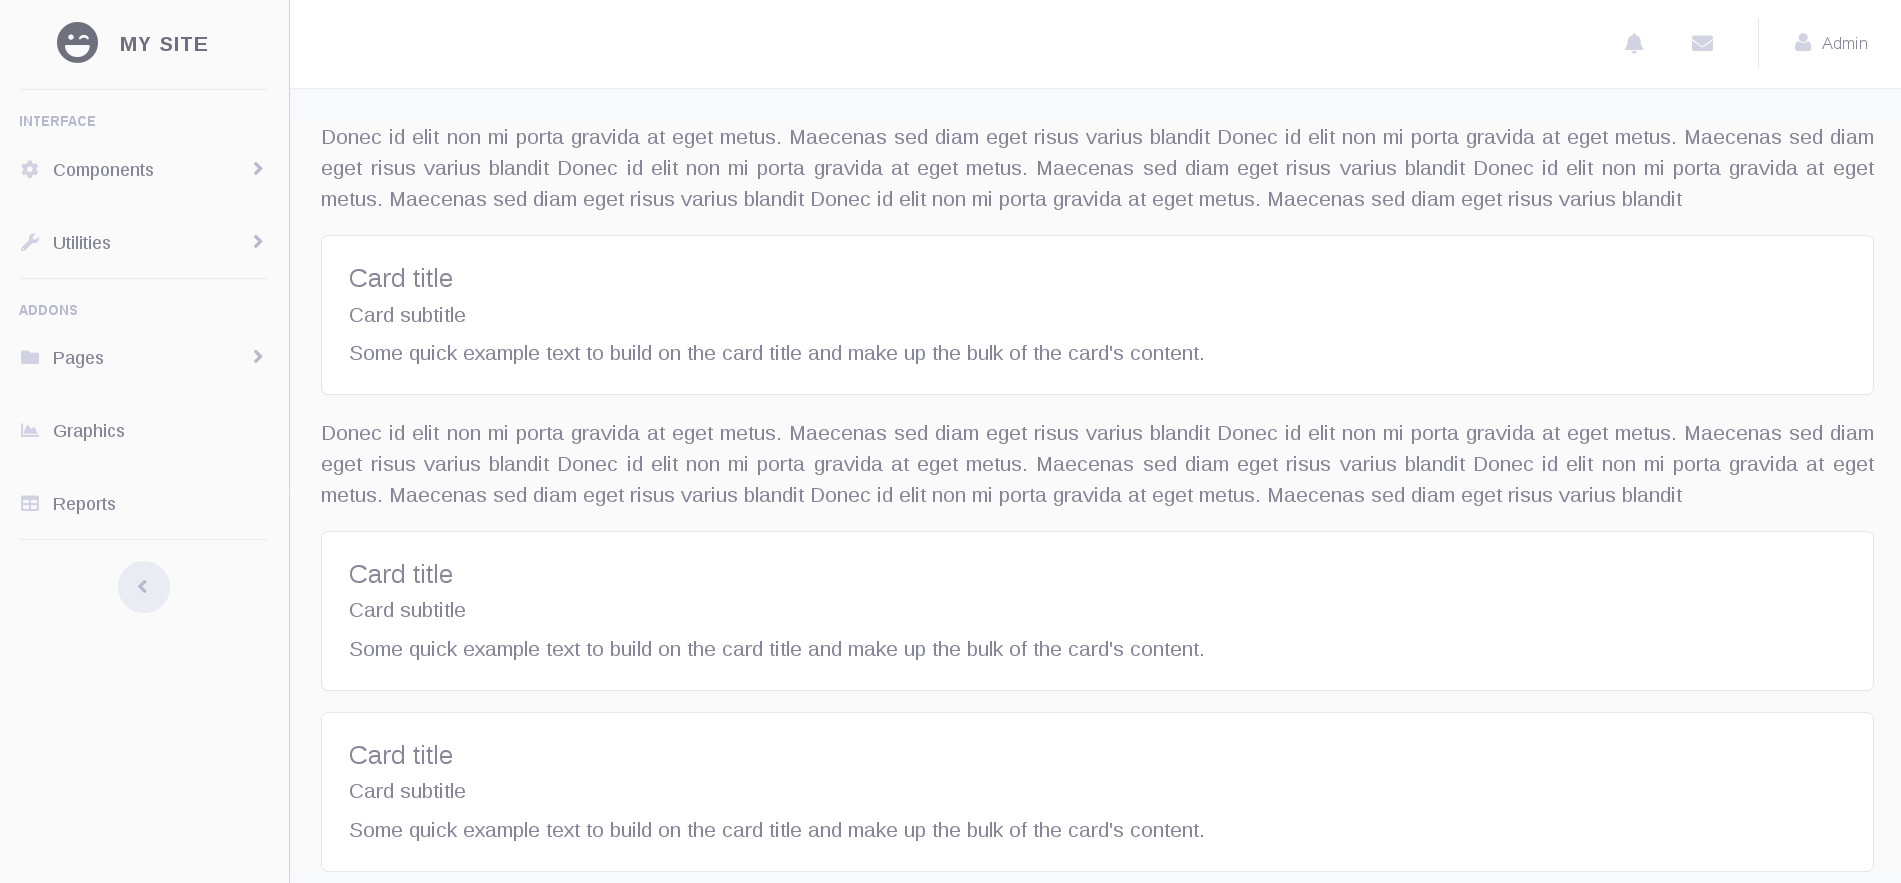 MY SITE
Admin
INTERFACE
Components
Utilities
ADDONS
Pages
Graphics
Reports
Donec id elit non mi porta gravida at eget metus. Maecenas sed diam eget risus varius blandit Donec id elit non mi porta gravida at eget metus. Maecenas sed diam
eget risus varius blandit Donec id elit non mi porta gravida at eget metus. Maecenas sed diam eget risus varius blandit Donec id elit non mi porta gravida at eget
metus. Maecenas sed diam eget risus varius blandit Donec id elit non mi porta gravida at eget metus. Maecenas sed diam eget risus varius blandit
Card title
Card subtitle
Some quick example text to build on the card title and make up the bulk of the card's content.
Donec id elit non mi porta gravida at eget metus. Maecenas sed diam eget risus varius blandit Donec id elit non mi porta gravida at eget metus. Maecenas sed diam
eget risus varius blandit Donec id elit non mi porta gravida at eget metus. Maecenas sed diam eget risus varius blandit Donec id elit non mi porta gravida at eget
metus. Maecenas sed diam eget risus varius blandit Donec id elit non mi porta gravida at eget metus. Maecenas sed diam eget risus varius blandit
Card title
Card subtitle
Some quick example text to build on the card title and make up the bulk of the card's content.
Card title
Card subtitle
Some quick example text to build on the card title and make up the bulk of the card's content.